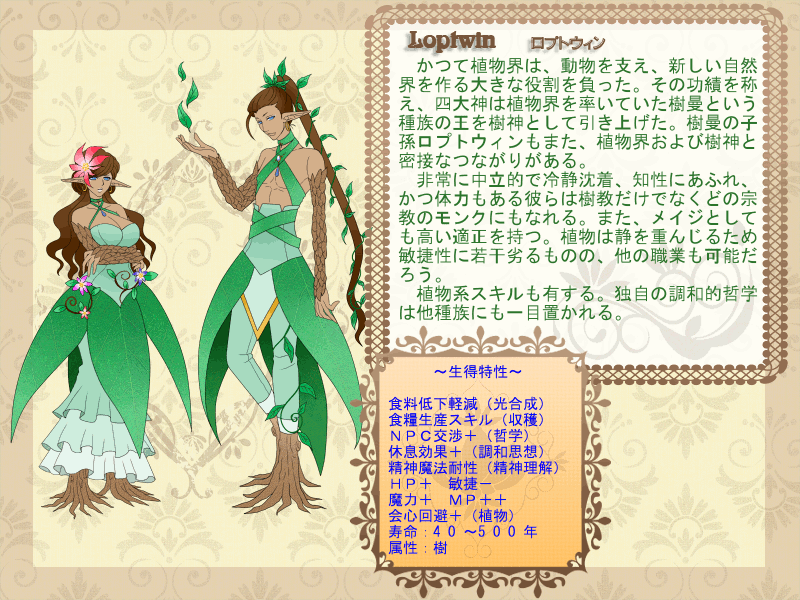 Loptwin ロプトウィン
かつて植物界は、動物を支え、新しい自然
界を作る大きな役割を負った。その功績を称
え、四大神は植物界を率いていた樹曼という
種族の王を樹神として引き上げた。樹曼の子
孫ロプトウィンもまた、植物界および樹神と
密接なつながりがある。
非常に中立的で冷静沈着、知性にあふれ、
かつ体力もある彼らは樹教だけでなくどの宗
教のモンクにもなれる。また、メイジとして
も高い適正を持つ。植物は静を重んじるため
敏捷性に若干劣るものの、他の職業も可能だ
ろう。
植物系スキルも有する。独自の調和的哲学
は他種族にも一目置かれる。
～生得特性～
食料低下軽減（光合成）
食糧生産スキル（収穫）
ＮＰＣ交渉＋（哲学）
休息効果＋（調和思想）
精神魔法耐性（精神理解）
ＨＰ＋　敏捷－
魔力＋　ＭＰ＋＋
会心回避＋（植物）
寿命：４０～５００年
属性：樹